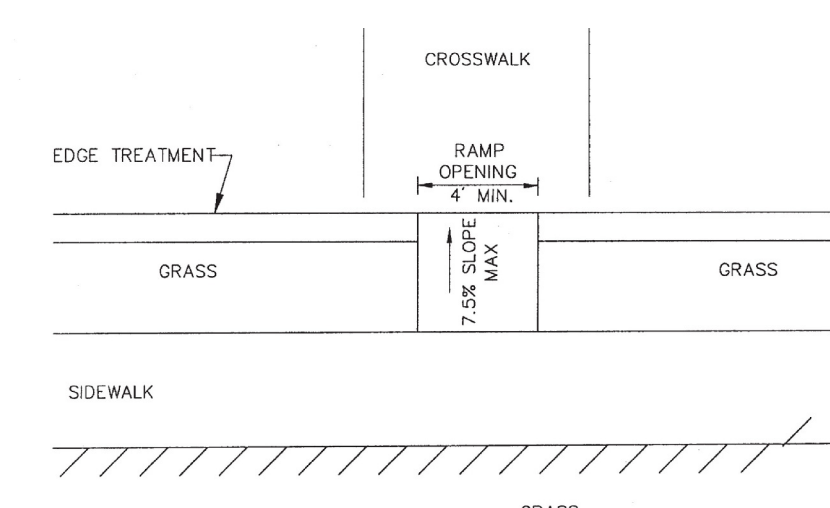 CROSSWALK
EDGE TREATMENT
RAMP
OPENING
4' MIN.
7.5% SLOPE
MAX
GRASS
GRASS
SIDEWALK